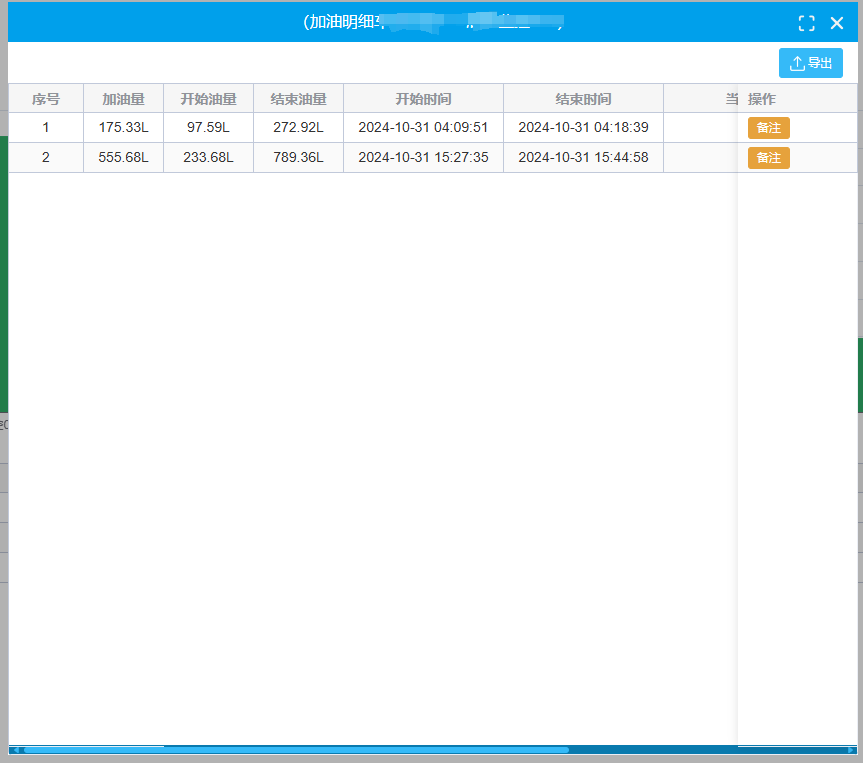 (加油明细车
导出
序号 加油量 开始油量 结束油量 开始时间 结束时间 当 操作
1 175.33L 97.59L 272.92L 2024-10-31 04:09:51 2024-10-31 04:18:39 备注
2 555.68L 233.68L 789.36L 2024-10-31 15:27:35 2024-10-31 15:44:58 备注